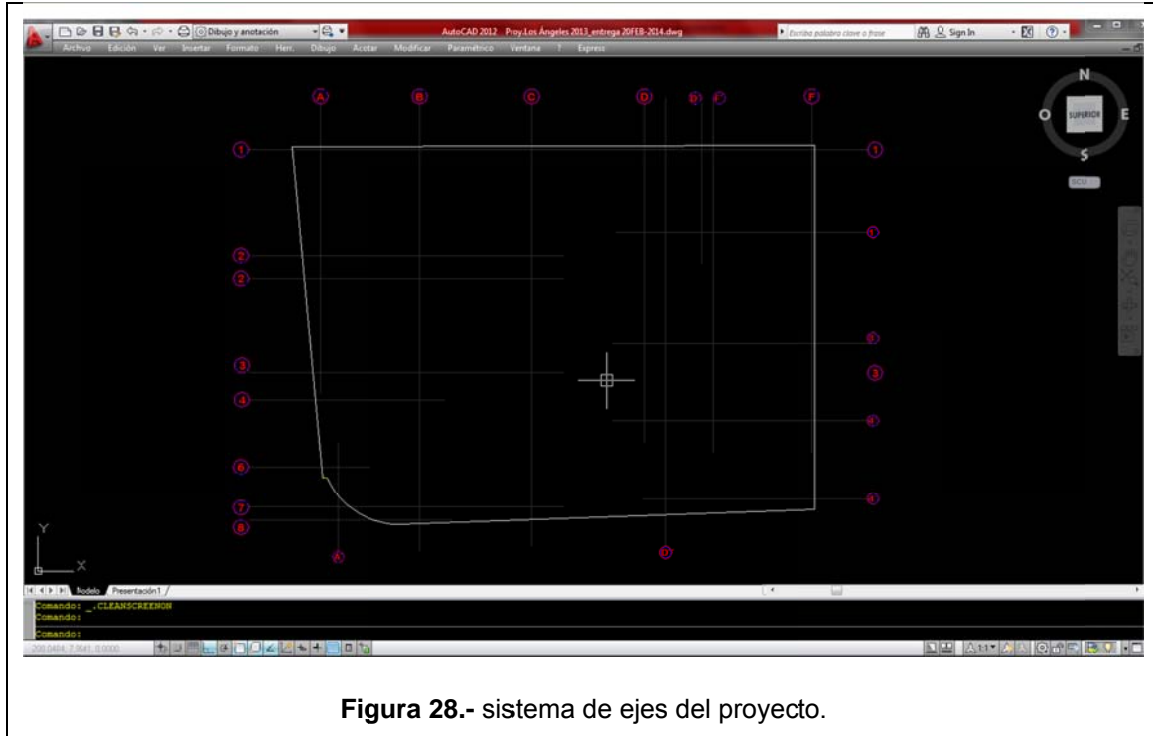 Dibujo y anotación AutoCAD 2012 Proy.Los Ángeles 2013_entrega 20FEB-2014.dwg Escriba palabra clave o frase Sign In
Archivo Edición Ver Insertar Formato Herr. Dibujo Acotar Modificar Paramétrico Ventana ? Express
N
O SUPERIOR E
S
SCU
A B C D F
1 1
2
2
3 3
4
6
7
8
Y
X
Modelo Presentación1
Comando: _.CLEANSCREENON
Comando:
Comando:
1:1
Figura 28.- sistema de ejes del proyecto.